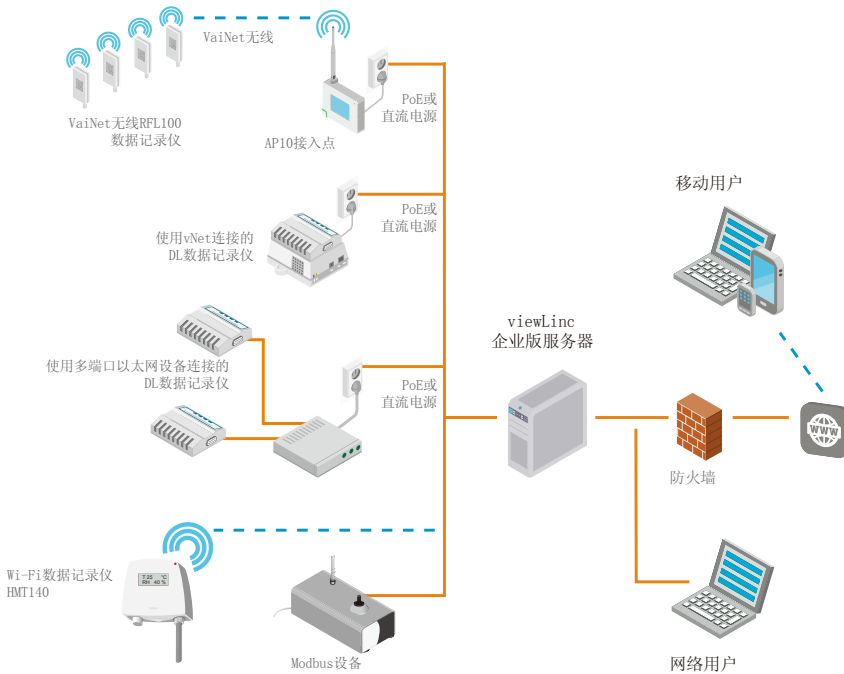 VaiNet无线
VaiNet无线RFL100
数据记录仪
AP10接入点
PoE或
直流电源
使用vNet连接的
DL数据记录仪
PoE或
直流电源
使用多端口以太网设备连接的
DL数据记录仪
PoE或
直流电源
Wi-Fi数据记录仪
HMT140
T 25 °C
RH 40 %
Modbus设备
viewLinc
企业版服务器
移动用户
防火墙
WWW
网络用户